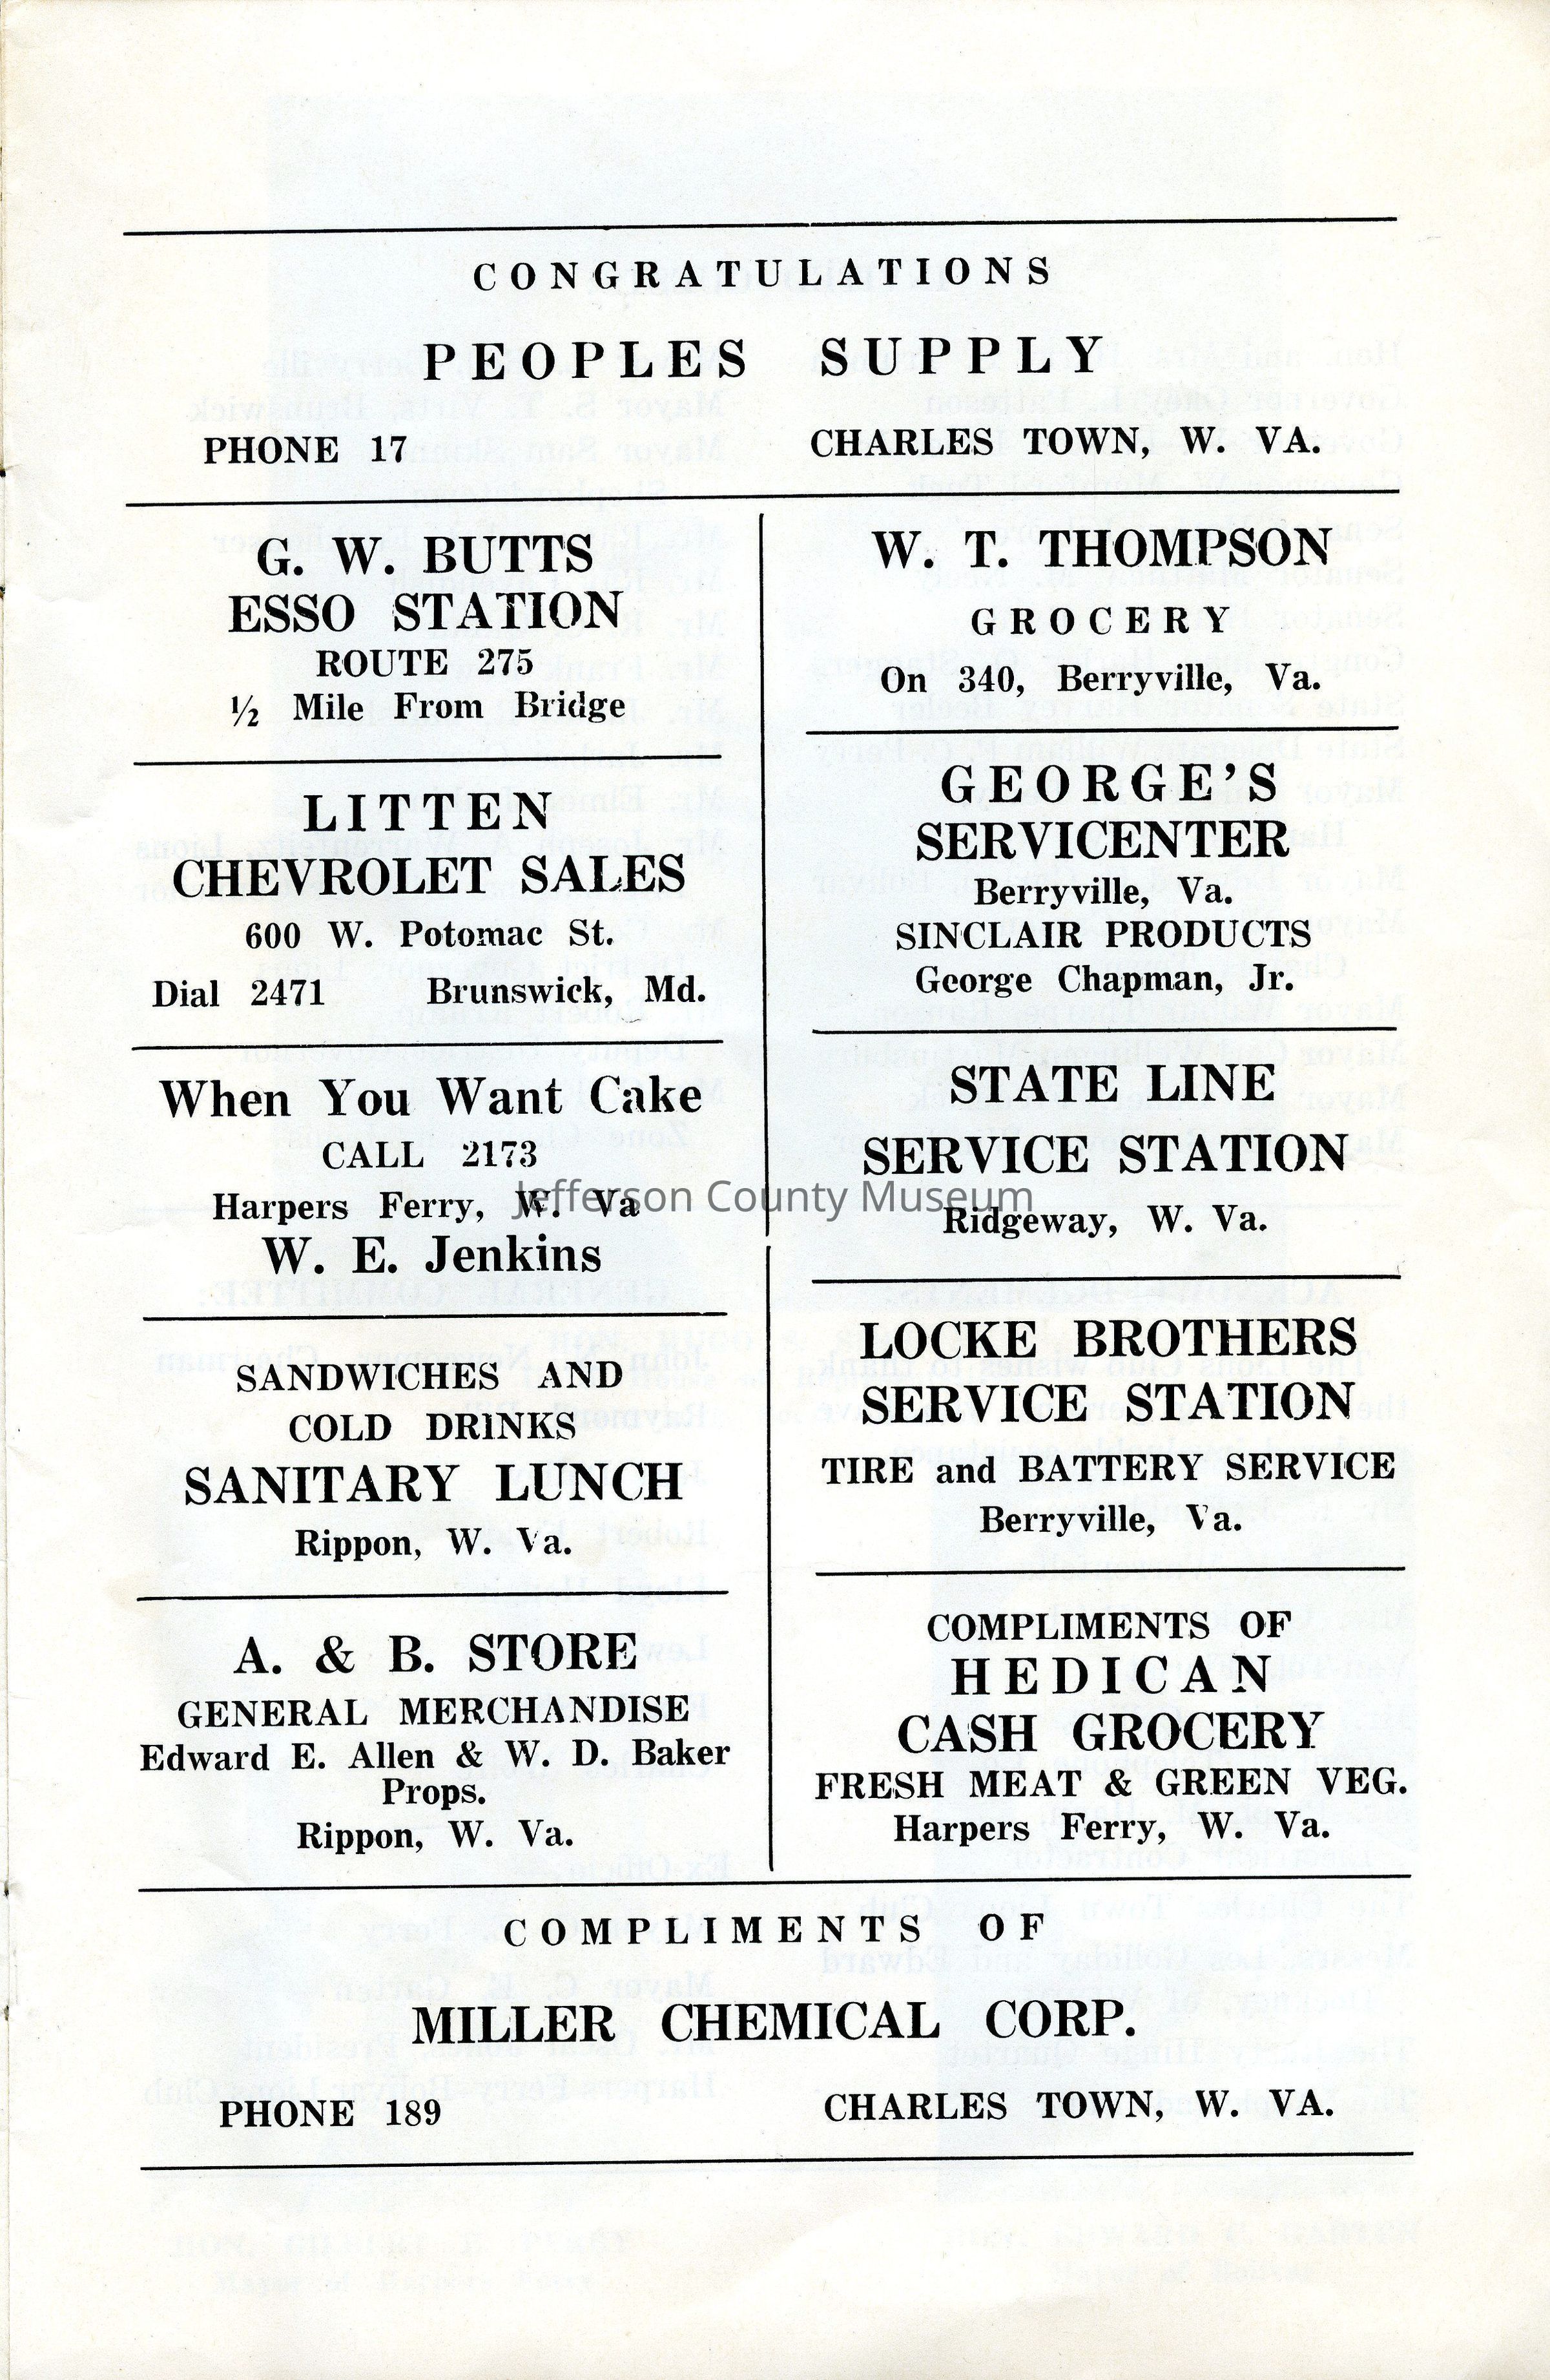 CONGRATULATIONS
PEOPLES SUPPLY
PHONE 17 CHARLES TOWN, W. VA.
G. W. BUTTS
ESSO STATION
ROUTE 275
½ Mile From Bridge
LITTEN
CHEVROLET SALES
600 W. Potomac St.
Dial 2471 Brunswick, Md.
When You Want Cake
CALL 2173
Harpers Ferry, W. Va
W. E. Jenkins
SANDWICHES AND
COLD DRINKS
SANITARY LUNCH
Rippon, W. Va.
A. & B. STORE
GENERAL MERCHANDISE
Edward E. Allen & W. D. Baker
Props.
Rippon, W. Va.
W. T. THOMPSON
GROCERY
On 340, Berryville, Va.
GEORGE'S
SERVICENTER
Berryville, Va.
SINCLAIR PRODUCTS
George Chapman, Jr.
STATE LINE
SERVICE STATION
Ridgeway, W. Va.
LOCKE BROTHERS
SERVICE STATION
TIRE and BATTERY SERVICE
Berryville, Va.
COMPLIMENTS OF
HEDICAN
CASH GROCERY
FRESH MEAT & GREEN VEG.
Harpers Ferry, W. Va.
COMPLIMENTS OF
MILLER CHEMICAL CORP.
PHONE 189 CHARLES TOWN, W. VA.
Jefferson County Museum